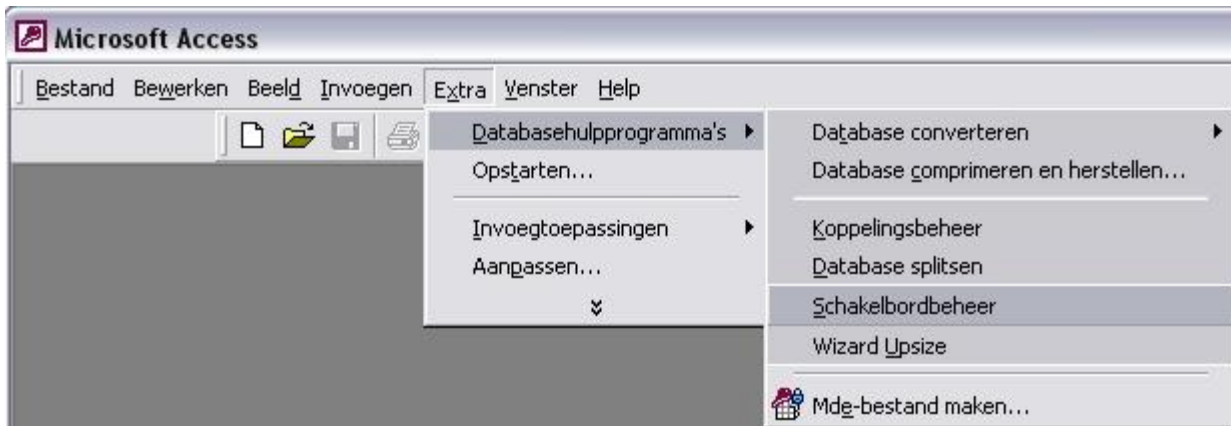 Microsoft Access
Bestand Bewerken Beeld Invoegen Extra Venster Help
Databasehulpprogramma's
Opstarten...
Invoegtoepassingen
Aanpassen...
Database converteren
Database comprimeren en herstellen...
Koppelingsbeheer
Database splitsen
Schakelbordbeheer
Wizard Upsize
Mde-bestand maken...